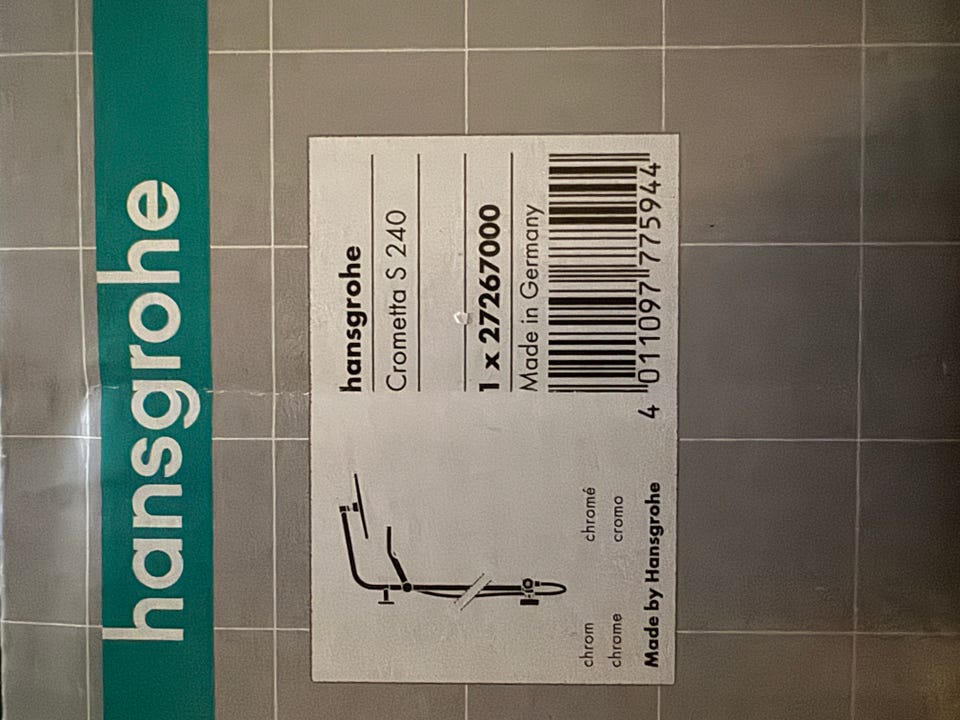 hansgrohe
hansgrohe
Crometta S 240
1 x 27267000
Made in Germany
4 011097 775944
chrom chromé
chrome cromo
Made by Hansgrohe